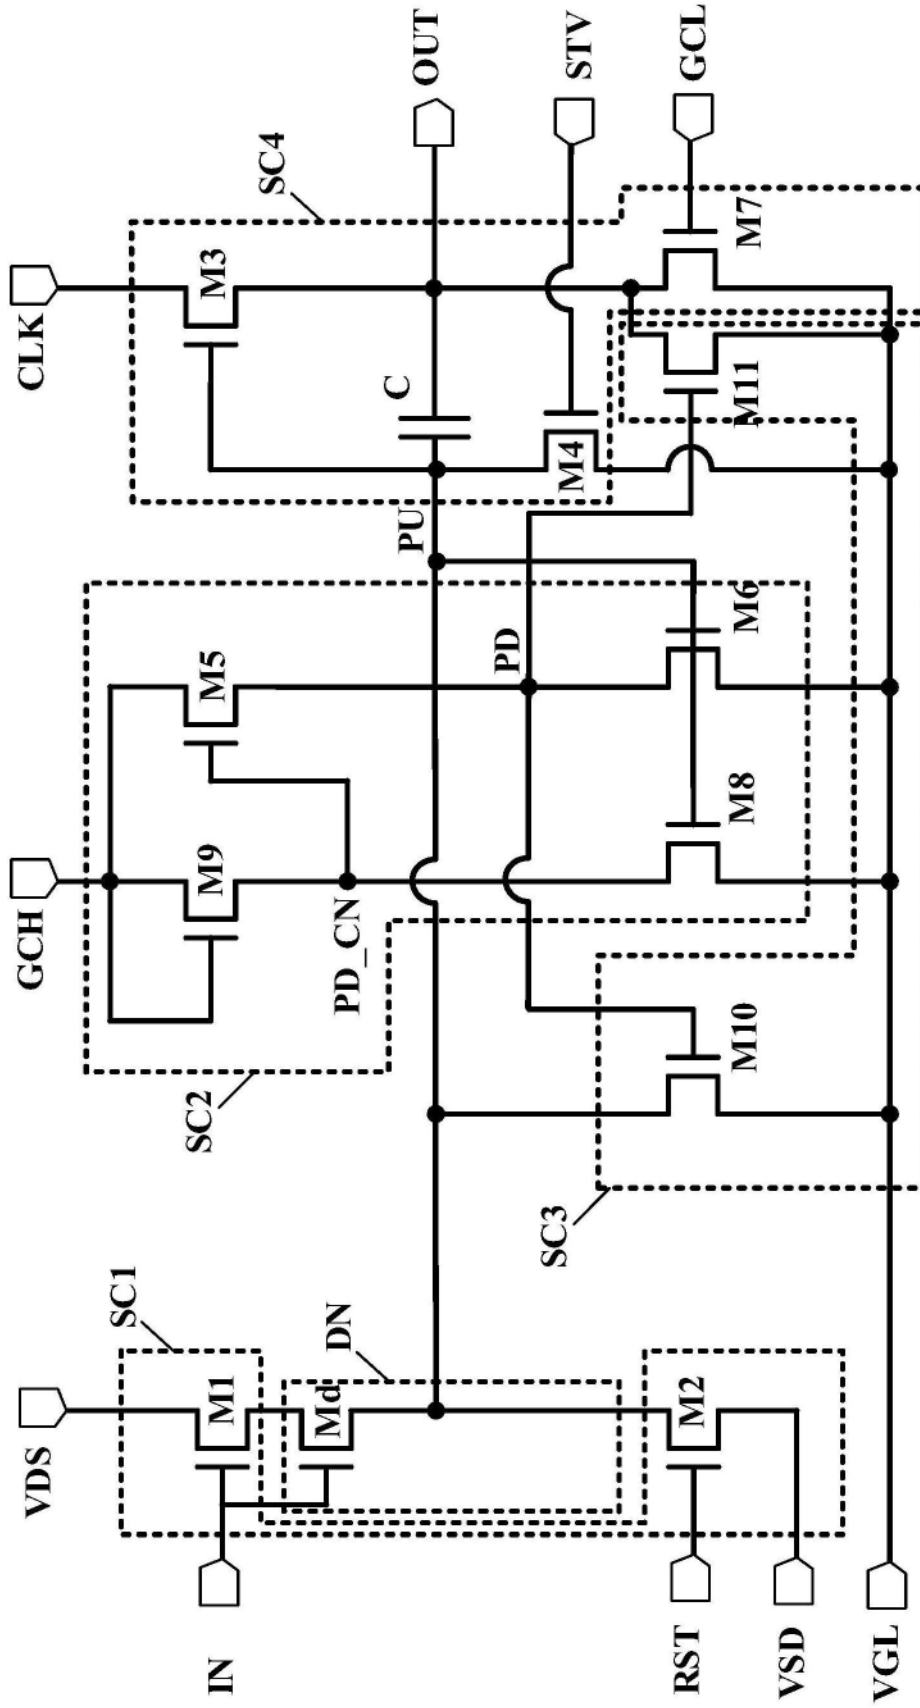 VDS
GCH
CLK
SC1
SC2
SC4
M1
M9
M5
M3
IN
Md
DN
PD_CN
PU
C
OUT
PD
M4
STV
SC3
RST
M2
M10
M8
M6
M11
M7
GCL
VSD
VGL